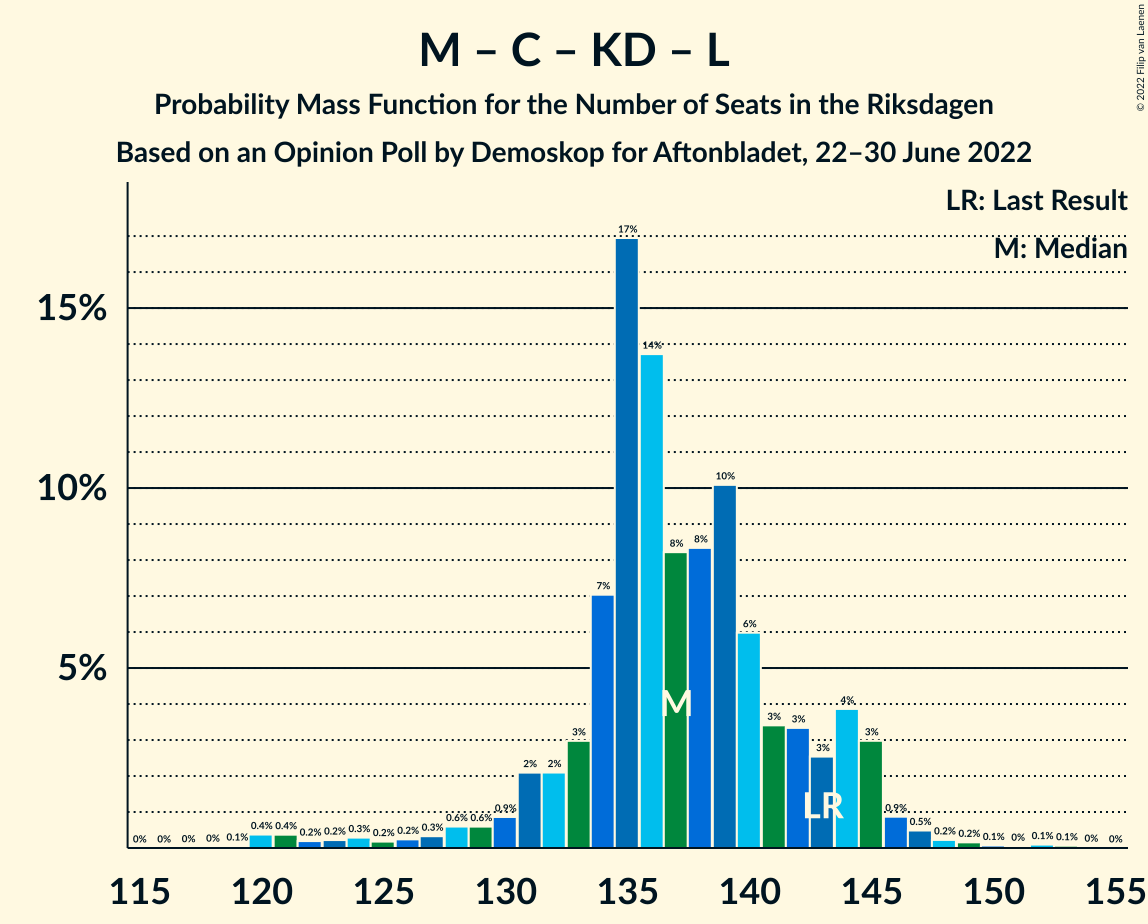 M – C – KD – L
Probability Mass Function for the Number of Seats in the Riksdagen
Based on an Opinion Poll by Demoskop for Aftonbladet, 22–30 June 2022
© 2022 Filip van Laenen
LR: Last Result
M: Median
15%
10%
5%
0% 0% 0% 0% 0.1% 0.4% 0.4% 0.2% 0.2% 0.3% 0.2% 0.2% 0.3% 0.6% 0.6% 0.9% 2% 2% 3% 7% 17% 14% 8% 8% 10% 6% 3% 3% 3% 4% 3% 0.9% 0.5% 0.2% 0.2% 0.1% 0% 0.1% 0.1% 0% 0%
M
LR
115 120 125 130 135 140 145 150 155